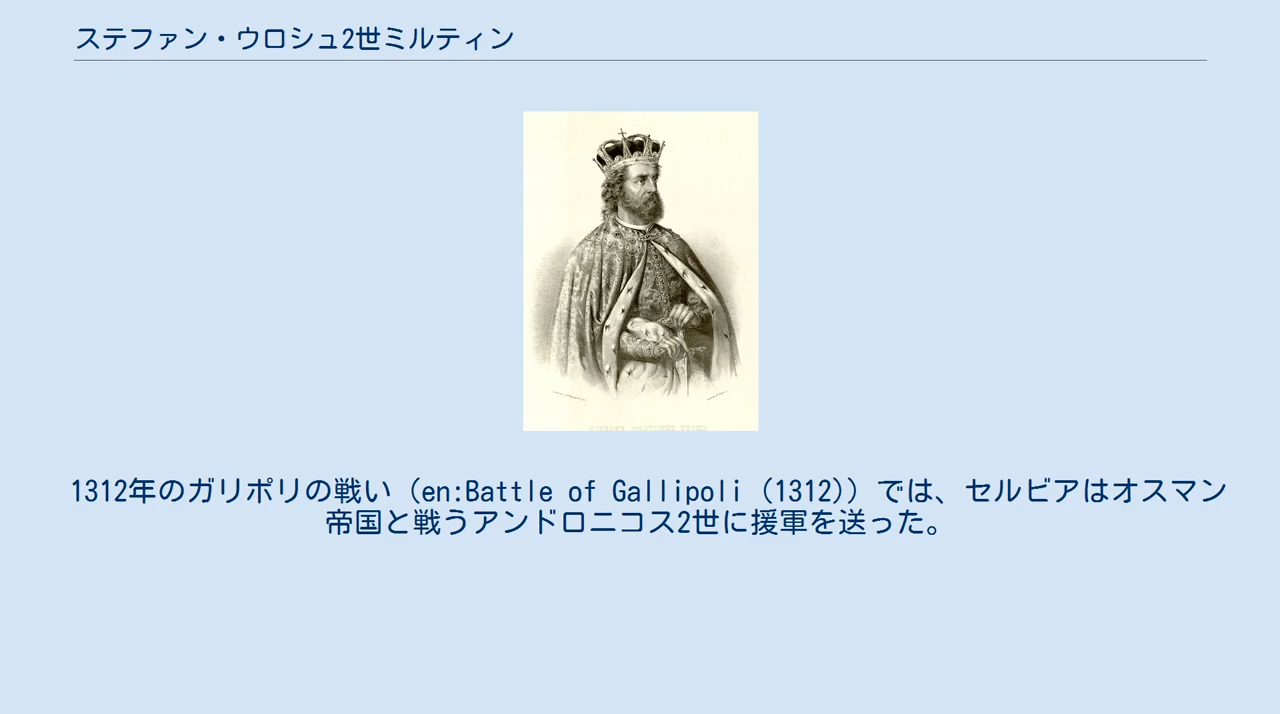 ステファン・ウロシュ2世ミルティン
1312年のガリポリの戦い（en:Battle of Gallipoli (1312)）では、セルビアはオスマン
帝国と戦うアンドロニコス2世に援軍を送った。